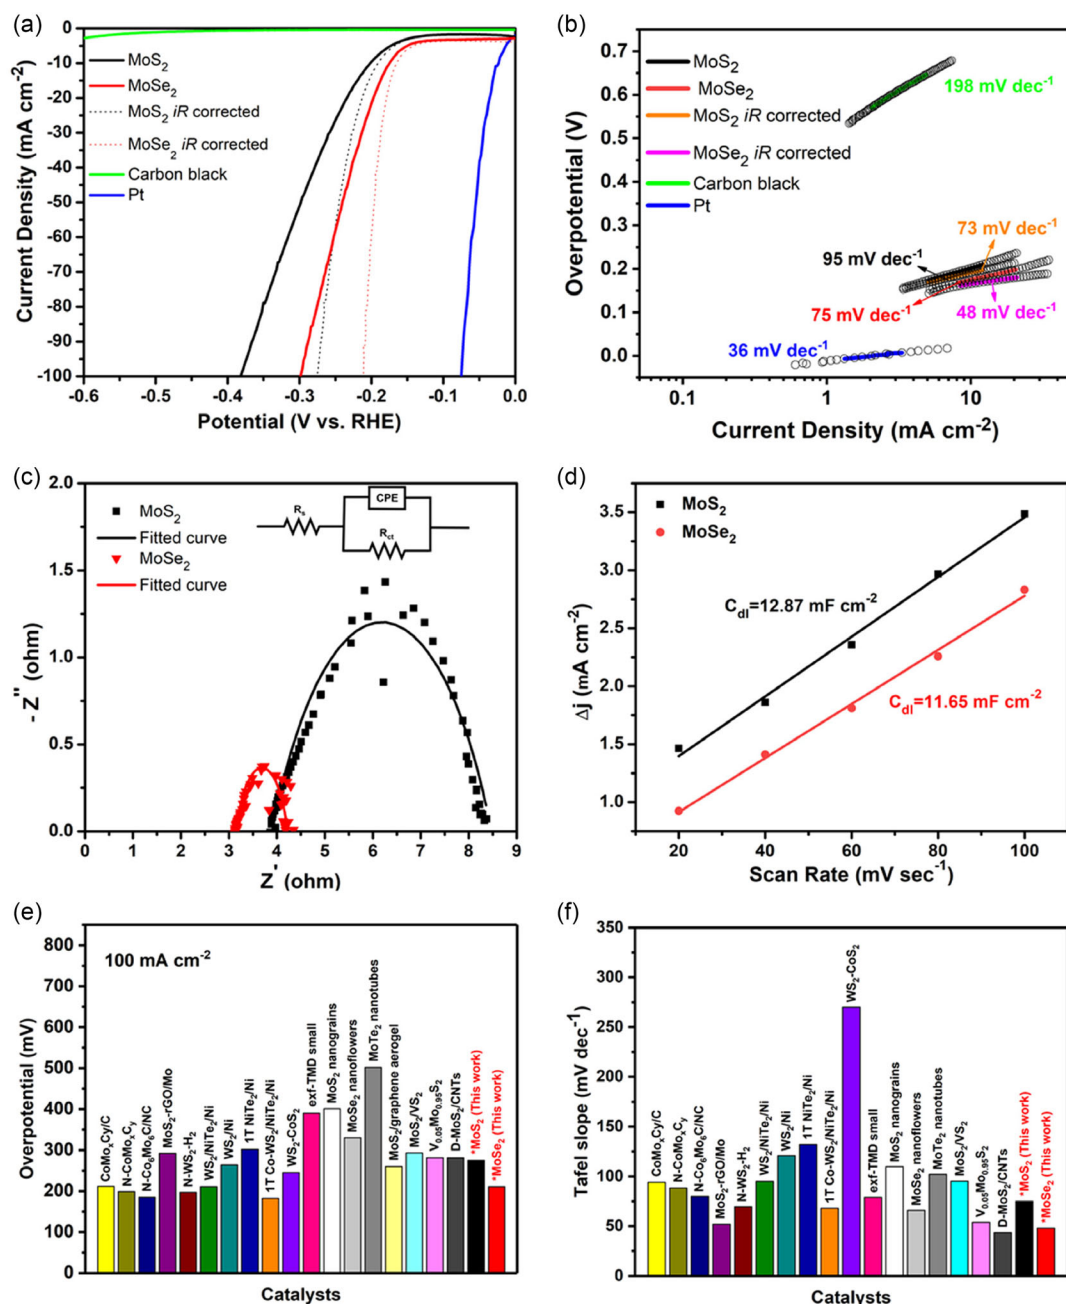 (a)
0
-10
-20
-30
-40
-50
-60
-70
-80
-90
-100
Current Density (mA cm⁻²)
MoS₂
MoSe₂
MoS₂ iR corrected
MoSe₂ iR corrected
Carbon black
Pt
-0.6 -0.5 -0.4 -0.3 -0.2 -0.1 0.0
Potential (V vs. RHE)
(b)
0.7
0.6
0.5
0.4
0.3
0.2
0.1
0.0
Overpotential (V)
MoS₂
MoSe₂
MoS₂ iR corrected
MoSe₂ iR corrected
Carbon black
Pt
198 mV dec⁻¹
73 mV dec⁻¹
95 mV dec⁻¹
75 mV dec⁻¹
48 mV dec⁻¹
36 mV dec⁻¹
0.1 1 10
Current Density (mA cm⁻²)
(c)
2.0
1.5
1.0
0.5
0.0
- Z'' (ohm)
MoS₂
Fitted curve
MoSe₂
Fitted curve
Rₛ
CPE
R_ct
0 1 2 3 4 5 6 7 8 9
Z' (ohm)
(d)
3.5
3.0
2.5
2.0
1.5
1.0
Δj (mA cm⁻²)
MoS₂
MoSe₂
C_dl=12.87 mF cm⁻²
C_dl=11.65 mF cm⁻²
20 40 60 80 100
Scan Rate (mV sec⁻¹)
(e)
800
700
600
500
400
300
200
100
0
Overpotential (mV)
100 mA cm⁻²
CoMoₓCy/C
N-CoMoₓCᵧ
N-Co₆Mo₆C/NC
MoS₂-rGO/Mo
N-WS₂-H₂
WS₂/NiTe₂/Ni
WS₂/Ni
1T NiTe₂/Ni
1T Co-WS₂/NiTe₂/Ni
WS₂-CoS₂
exf-TMD small
MoS₂ nanograins
MoSe₂ nanoflowers
MoTe₂ nanotubes
MoS₂/graphene aerogel
MoS₂/VS₂
V₀.₀₅Mo₀.₉₅S₂
D-MoS₂/CNTs
*MoS₂ (This work)
*MoSe₂ (This work)
Catalysts
(f)
350
300
250
200
150
100
50
0
Tafel slope (mV dec⁻¹)
CoMoₓCy/C
N-CoMoₓCᵧ
N-Co₆Mo₆C/NC
MoS₂-rGO/Mo
N-WS₂-H₂
WS₂/NiTe₂/Ni
WS₂/Ni
1T NiTe₂/Ni
1T Co-WS₂/NiTe₂/Ni
WS₂-CoS₂
exf-TMD small
MoS₂ nanograins
MoSe₂ nanoflowers
MoTe₂ nanotubes
MoS₂/VS₂
V₀.₀₅Mo₀.₉₅S₂
D-MoS₂/CNTs
*MoS₂ (This work)
*MoSe₂ (This work)
Catalysts